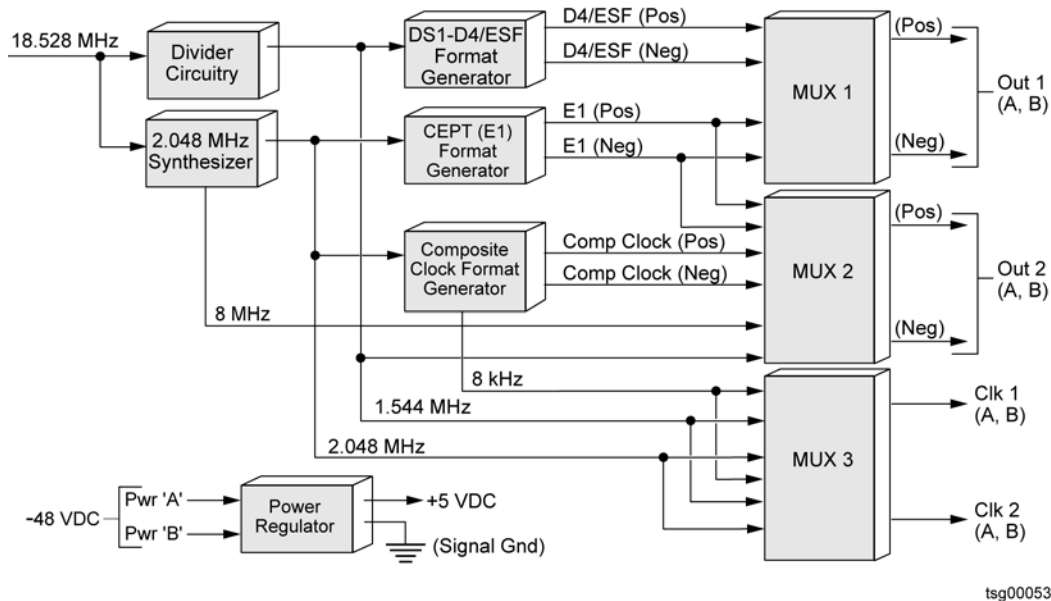 18.528 MHz
Divider
Circuitry
2.048 MHz
Synthesizer
DS1-D4/ESF
Format
Generator
D4/ESF (Pos)
D4/ESF (Neg)
CEPT (E1)
Format
Generator
E1 (Pos)
E1 (Neg)
Composite
Clock Format
Generator
Comp Clock (Pos)
Comp Clock (Neg)
8 MHz
8 kHz
1.544 MHz
2.048 MHz
MUX 1
(Pos)
(Neg)
Out 1
(A, B)
MUX 2
(Pos)
(Neg)
Out 2
(A, B)
MUX 3
Clk 1
(A, B)
Clk 2
(A, B)
-48 VDC
Pwr 'A'
Pwr 'B'
Power
Regulator
+5 VDC
(Signal Gnd)
tsg00053